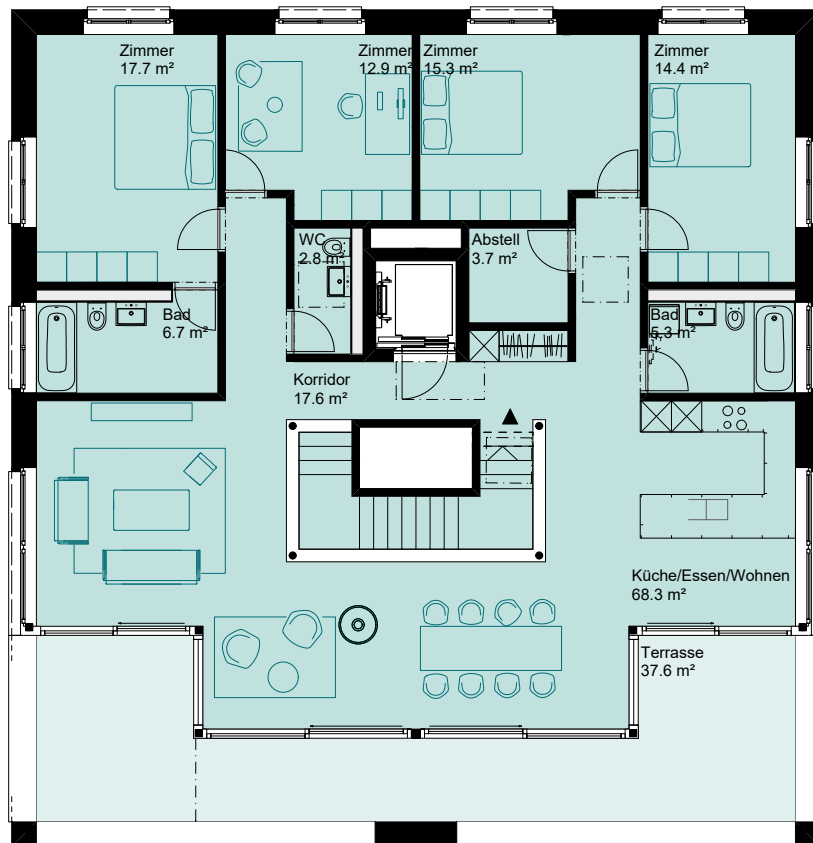 Zimmer
17.7 m²
Zimmer
12.9 m²
Zimmer
15.3 m²
Zimmer
14.4 m²
WC
2.8 m²
Abstell
3.7 m²
Bad
6.7 m²
Bad
5.3 m²
Korridor
17.6 m²
Küche/Essen/Wohnen
68.3 m²
Terrasse
37.6 m²